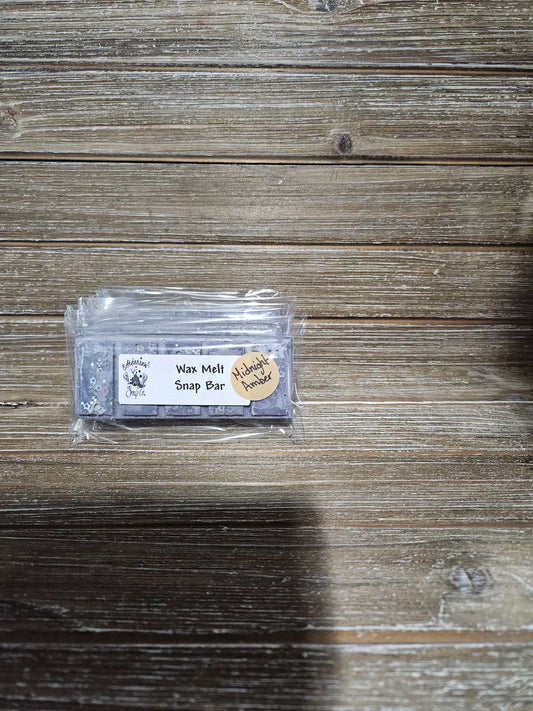 Wax Melt
Snap Bar
Midnight
Amber